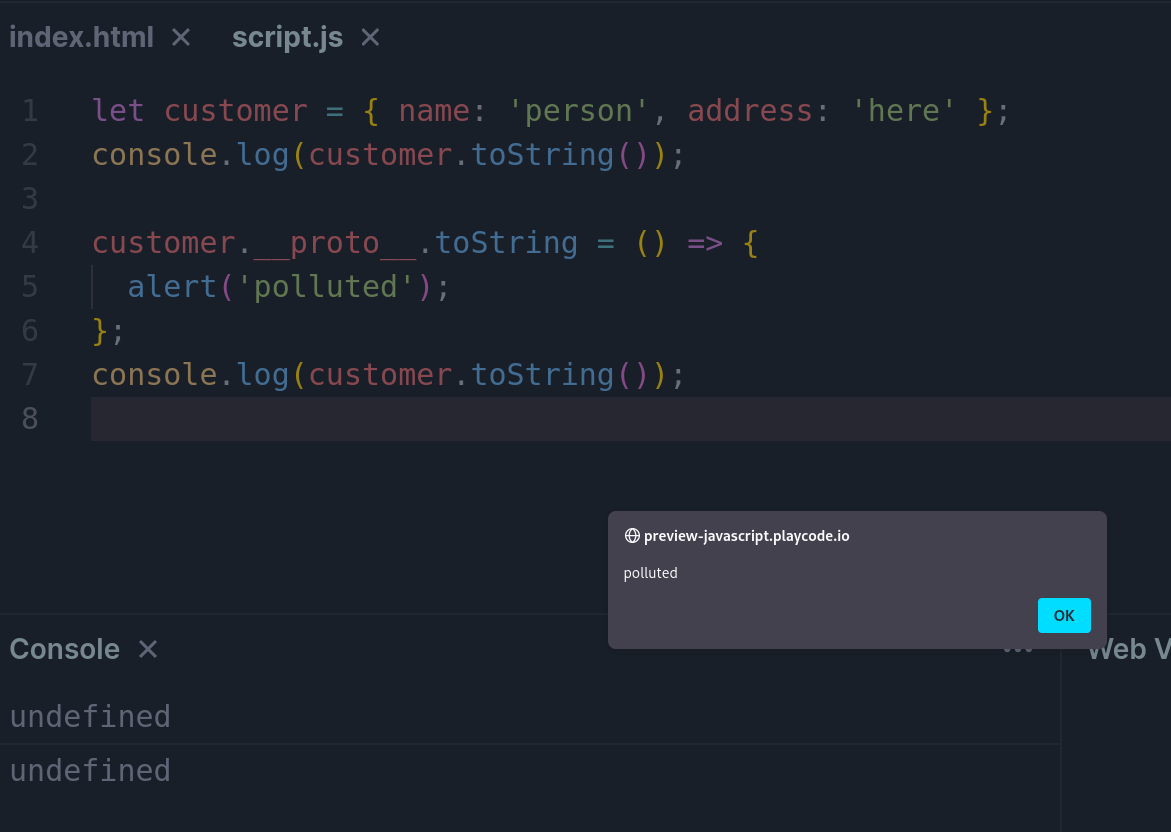 index.html ✕ script.js ✕
1 let customer = { name: 'person', address: 'here' };
2 console.log(customer.toString());
3
4 customer.__proto__.toString = () => {
5   alert('polluted');
6 };
7 console.log(customer.toString());
8
preview-javascript.playcode.io
polluted
OK
Console ✕ ... Web V
undefined
undefined